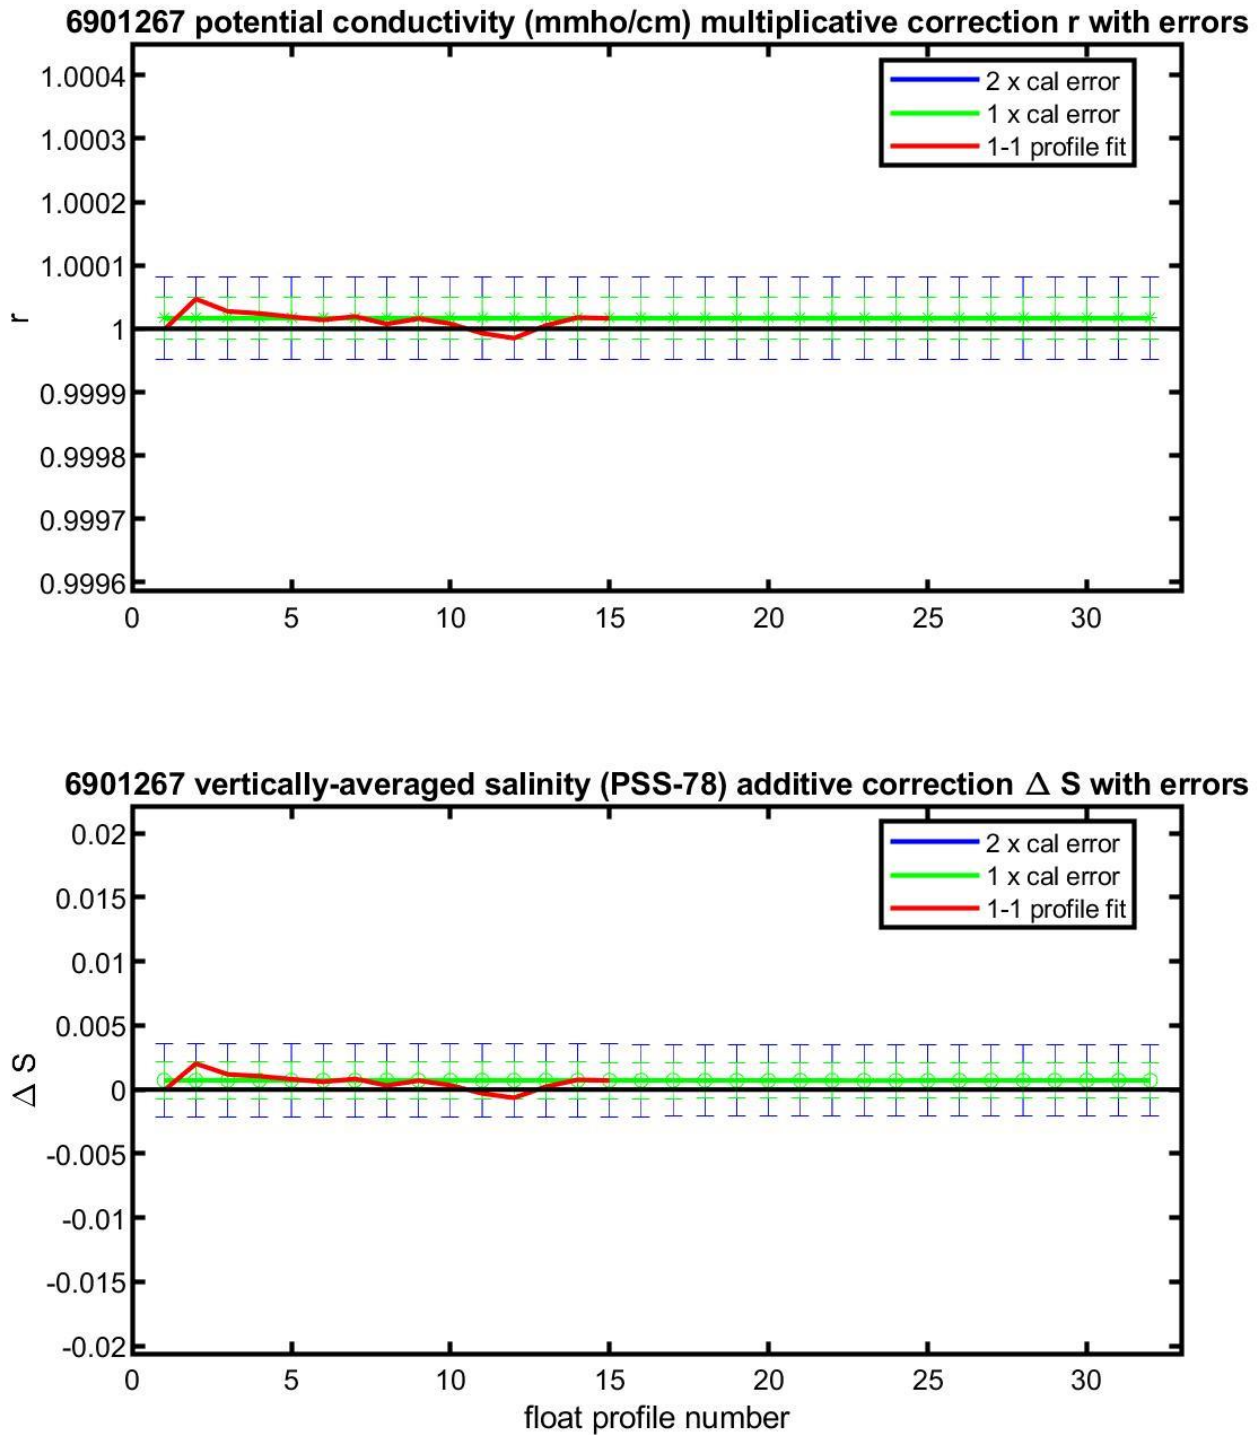 6901267 potential conductivity (mmho/cm) multiplicative correction r with errors
2 x cal error
1 x cal error
1-1 profile fit
1.0004
1.0003
1.0002
1.0001
1
0.9999
0.9998
0.9997
0.9996
r
0 5 10 15 20 25 30
6901267 vertically-averaged salinity (PSS-78) additive correction Δ S with errors
2 x cal error
1 x cal error
1-1 profile fit
0.02
0.015
0.01
0.005
0
-0.005
-0.01
-0.015
-0.02
Δ S
0 5 10 15 20 25 30
float profile number